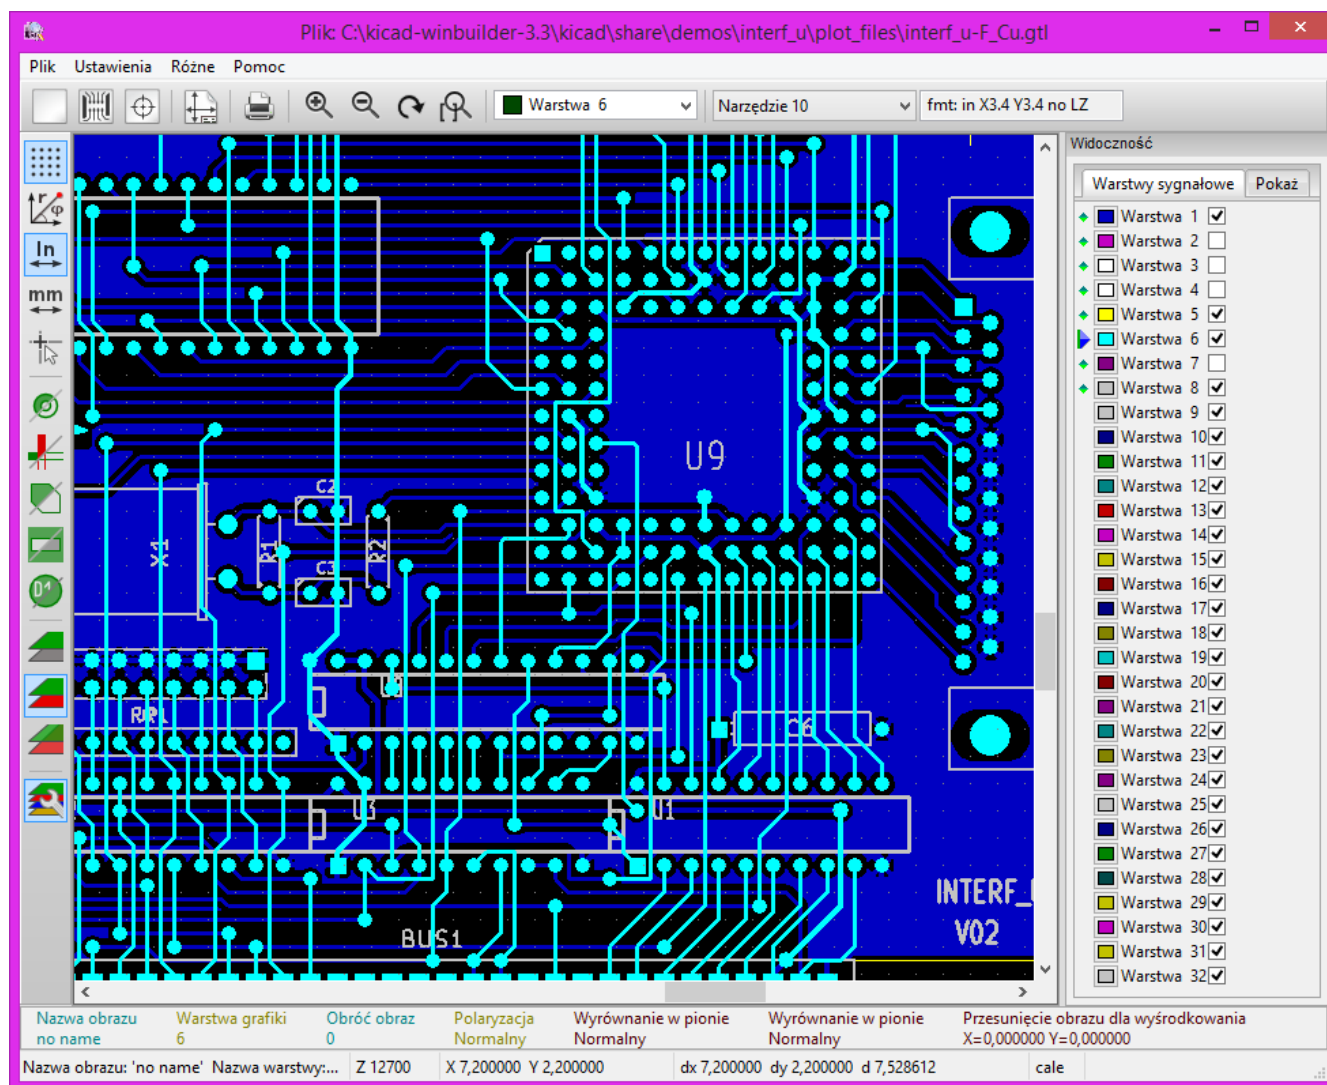 Plik: C:\kicad-winbuilder-3.3\kicad\share\demos\interf_u\plot_files\interf_u-F_Cu.gtl
Plik Ustawienia Różne Pomoc
Warstwa 6 Narzędzie 10 fmt: in X3.4 Y3.4 no LZ
Widoczność
Warstwy sygnałowe Pokaż
In
mm
Warstwa 1
Warstwa 2
Warstwa 3
Warstwa 4
Warstwa 5
Warstwa 6
Warstwa 7
Warstwa 8
Warstwa 9
Warstwa 10
Warstwa 11
Warstwa 12
Warstwa 13
Warstwa 14
Warstwa 15
Warstwa 16
Warstwa 17
Warstwa 18
Warstwa 19
Warstwa 20
Warstwa 21
Warstwa 22
Warstwa 23
Warstwa 24
Warstwa 25
Warstwa 26
Warstwa 27
Warstwa 28
Warstwa 29
Warstwa 30
Warstwa 31
Warstwa 32
U9
C2
X1
R1
R2
C3
RR1
C6
U3
U1
INTERF_
V02
BUS1
Nazwa obrazu Warstwa grafiki Obróć obraz Polaryzacja Wyrównanie w pionie Wyrównanie w pionie Przesunięcie obrazu dla wyśrodkowania
no name 6 0 Normalny Normalny Normalny X=0,000000 Y=0,000000
Nazwa obrazu: 'no name' Nazwa warstwy:... Z 12700 X 7,200000 Y 2,200000 dx 7,200000 dy 2,200000 d 7,528612 cale